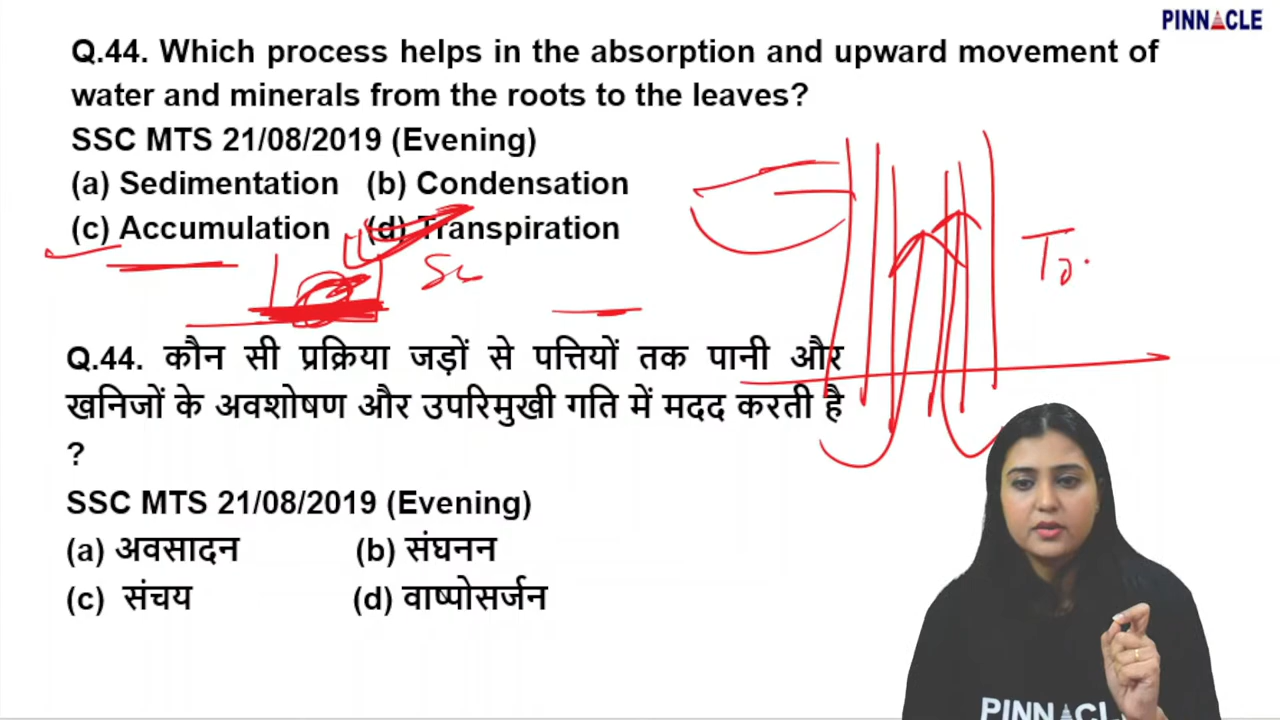 PINNACLE
Q.44. Which process helps in the absorption and upward movement of
water and minerals from the roots to the leaves?
SSC MTS 21/08/2019 (Evening)
(a) Sedimentation (b) Condensation
(c) Accumulation (d) Transpiration
Q.44. कौन सी प्रक्रिया जड़ों से पत्तियों तक पानी और
खनिजों के अवशोषण और उपरिमुखी गति में मदद करती है
?
SSC MTS 21/08/2019 (Evening)
(a) अवसादन (b) संघनन
(c) संचय (d) वाष्पोसर्जन
PINNACL